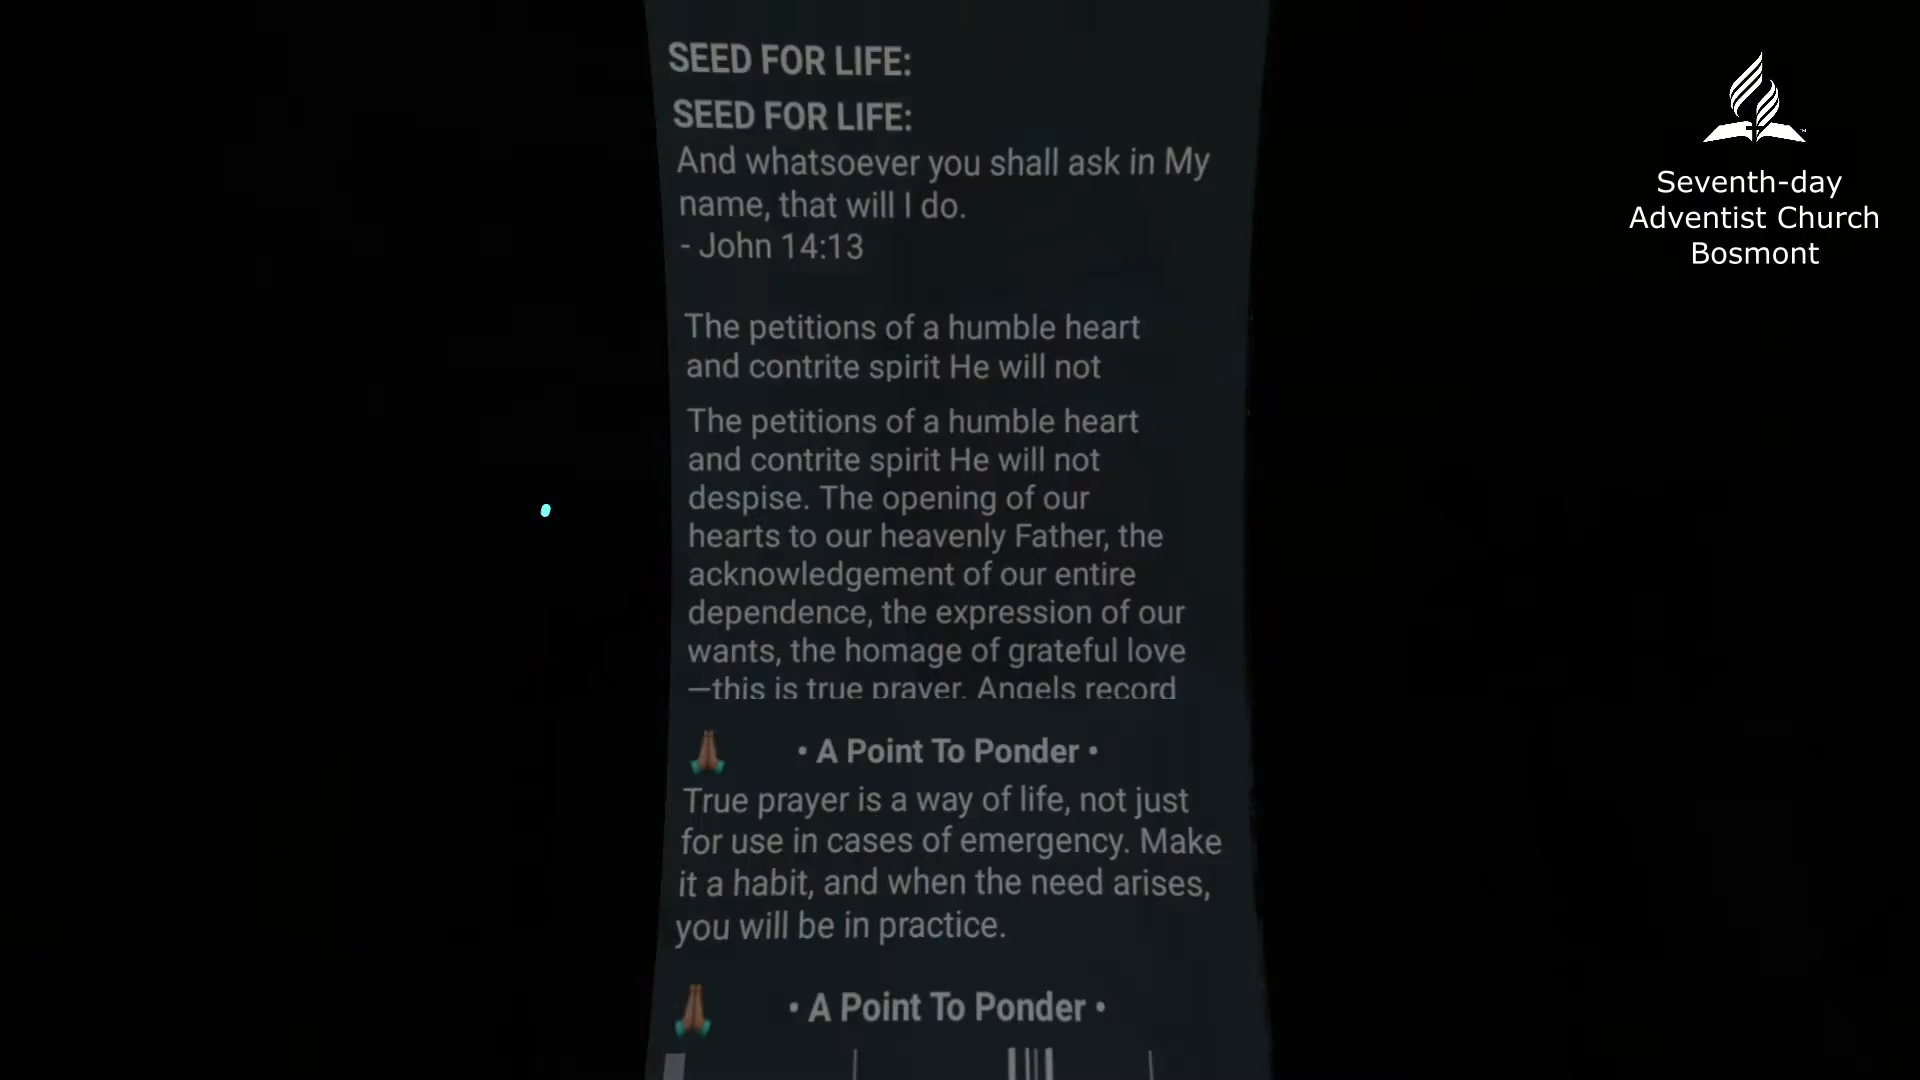 SEED FOR LIFE:
SEED FOR LIFE:
And whatsoever you shall ask in My
name, that will I do.
- John 14:13
The petitions of a humble heart
and contrite spirit He will not
The petitions of a humble heart
and contrite spirit He will not
despise. The opening of our
hearts to our heavenly Father, the
acknowledgement of our entire
dependence, the expression of our
wants, the homage of grateful love
—this is true prayer. Angels record
• A Point To Ponder •
True prayer is a way of life, not just
for use in cases of emergency. Make
it a habit, and when the need arises,
you will be in practice.
• A Point To Ponder •
Seventh-day
Adventist Church
Bosmont